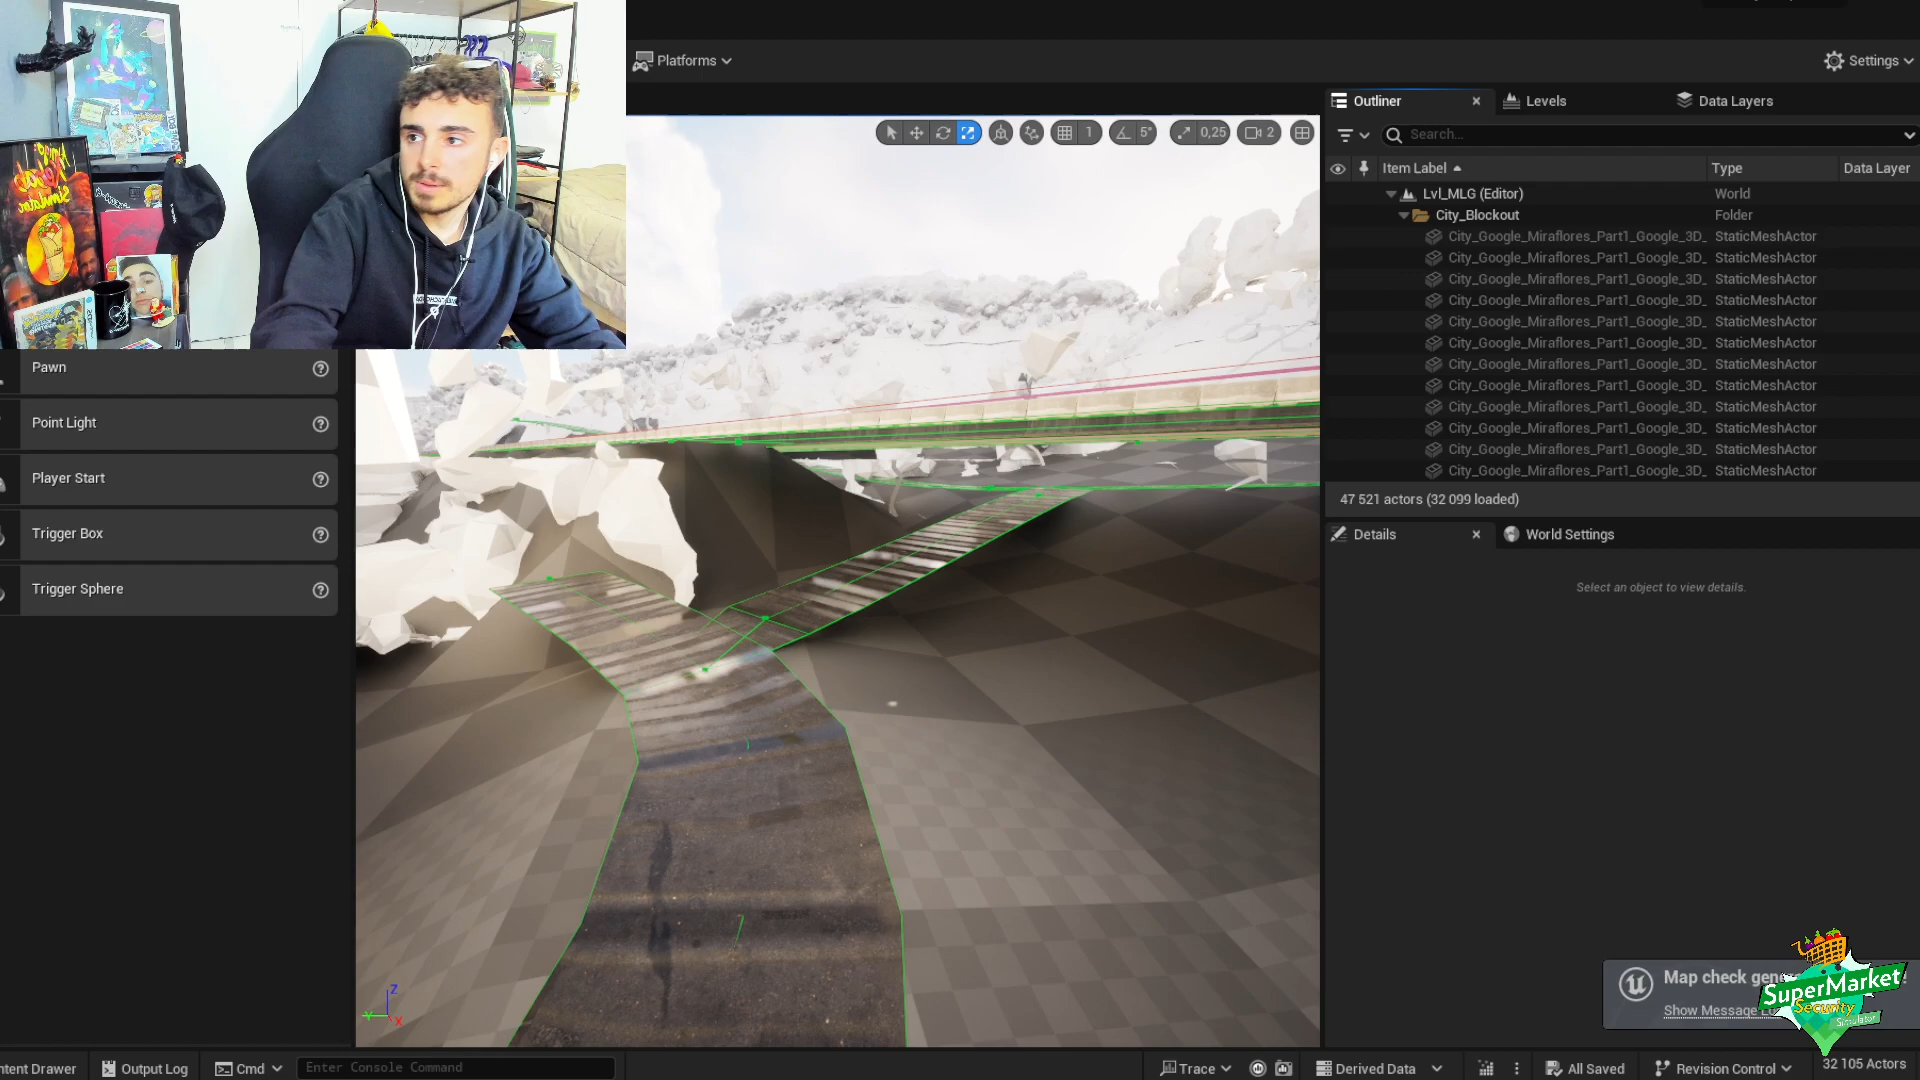 Platforms
Settings
Outliner
Levels
Data Layers
1
5°
0,25
2
Search...
Item Label
Type
Data Layer
Lvl_MLG (Editor)
World
City_Blockout
Folder
City_Google_Miraflores_Part1_Google_3D_ StaticMeshActor
City_Google_Miraflores_Part1_Google_3D_ StaticMeshActor
City_Google_Miraflores_Part1_Google_3D_ StaticMeshActor
City_Google_Miraflores_Part1_Google_3D_ StaticMeshActor
City_Google_Miraflores_Part1_Google_3D_ StaticMeshActor
City_Google_Miraflores_Part1_Google_3D_ StaticMeshActor
City_Google_Miraflores_Part1_Google_3D_ StaticMeshActor
City_Google_Miraflores_Part1_Google_3D_ StaticMeshActor
City_Google_Miraflores_Part1_Google_3D_ StaticMeshActor
City_Google_Miraflores_Part1_Google_3D_ StaticMeshActor
City_Google_Miraflores_Part1_Google_3D_ StaticMeshActor
City_Google_Miraflores_Part1_Google_3D_ StaticMeshActor
47 521 actors (32 099 loaded)
Details
World Settings
Select an object to view details.
Pawn
Point Light
Player Start
Trigger Box
Trigger Sphere
Kebab
Simulator
Z
Y
X
Map check gene
Show Message
SuperMarket
Security
Simulator
ntent Drawer
Output Log
Cmd
Enter Console Command
Trace
Derived Data
All Saved
Revision Control
32 105 Actors